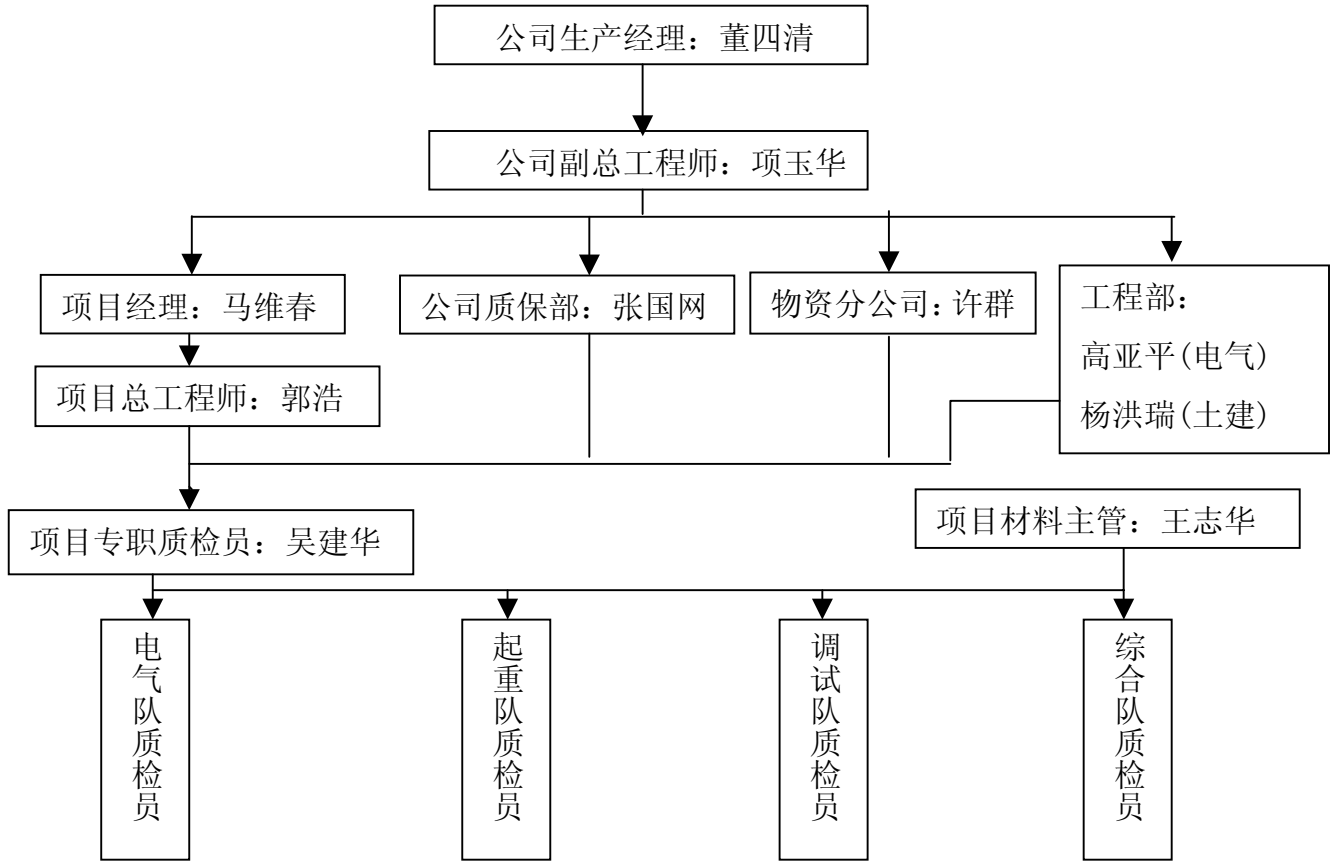 公司生产经理：董四清
公司副总工程师：项玉华
项目经理：马维春
公司质保部：张国网
物资分公司：许群
工程部：
高亚平(电气)
杨洪瑞(土建)
项目总工程师：郭浩
项目专职质检员：吴建华
项目材料主管：王志华
电气队质检员
起重队质检员
调试队质检员
综合队质检员